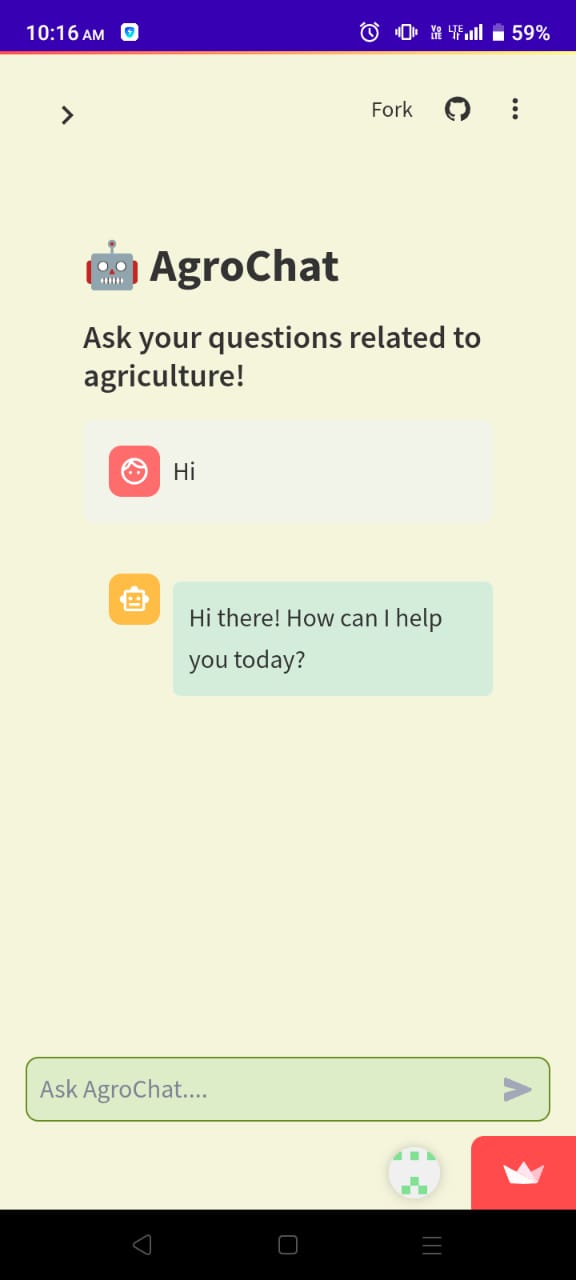 10:16 AM
Vo LTE LTE 59%
Fork
AgroChat
Ask your questions related to
agriculture!
Hi
Hi there! How can I help
you today?
Ask AgroChat....